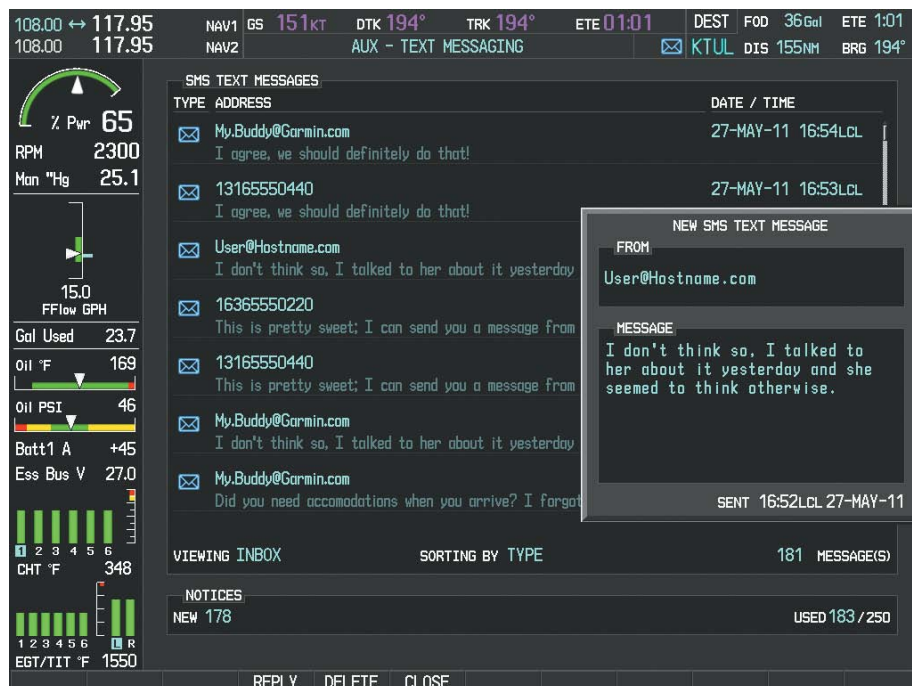 108.00 ↔ 117.95 NAV1 GS 151KT DTK 194° TRK 194° ETE 01:01 DEST FOD 36Gal ETE 1:01
108.00 117.95 NAV2 AUX - TEXT MESSAGING KTUL DIS 155NM BRG 194°
% Pwr 65
RPM 2300
Man "Hg 25.1
15.0
FFlow GPH
Gal Used 23.7
Oil °F 169
Oil PSI 46
Batt1 A +45
Ess Bus V 27.0
1 2 3 4 5 6
CHT °F 348
1 2 3 4 5 6 L R
EGT/TIT °F 1550
SMS TEXT MESSAGES
TYPE ADDRESS DATE / TIME
My.Buddy@Garmin.com 27-MAY-11 16:54LCL
I agree, we should definitely do that!
13165550440 27-MAY-11 16:53LCL
I agree, we should definitely do that!
User@Hostname.com
I don't think so, I talked to her about it yesterday
16365550220
This is pretty sweet; I can send you a message from
13165550440
This is pretty sweet; I can send you a message from
My.Buddy@Garmin.com
I don't think so, I talked to her about it yesterday
My.Buddy@Garmin.com
Did you need accomodations when you arrive? I forgot
VIEWING INBOX SORTING BY TYPE 181 MESSAGE(S)
NEW SMS TEXT MESSAGE
FROM
User@Hostname.com
MESSAGE
I don't think so, I talked to
her about it yesterday and she
seemed to think otherwise.
SENT 16:52LCL 27-MAY-11
NOTICES
NEW 178 USED 183/250
REPLY DELETE CLOSE